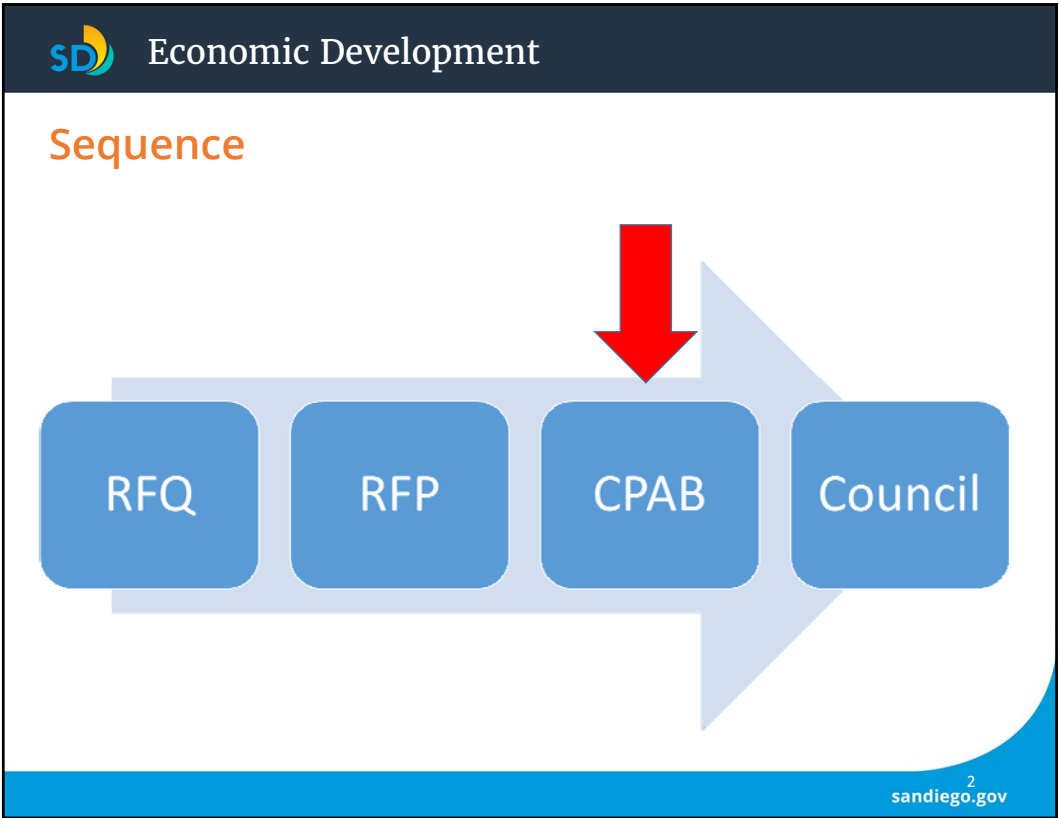 SD Economic Development
Sequence
RFQ RFP CPAB Council
2
sandiego.gov